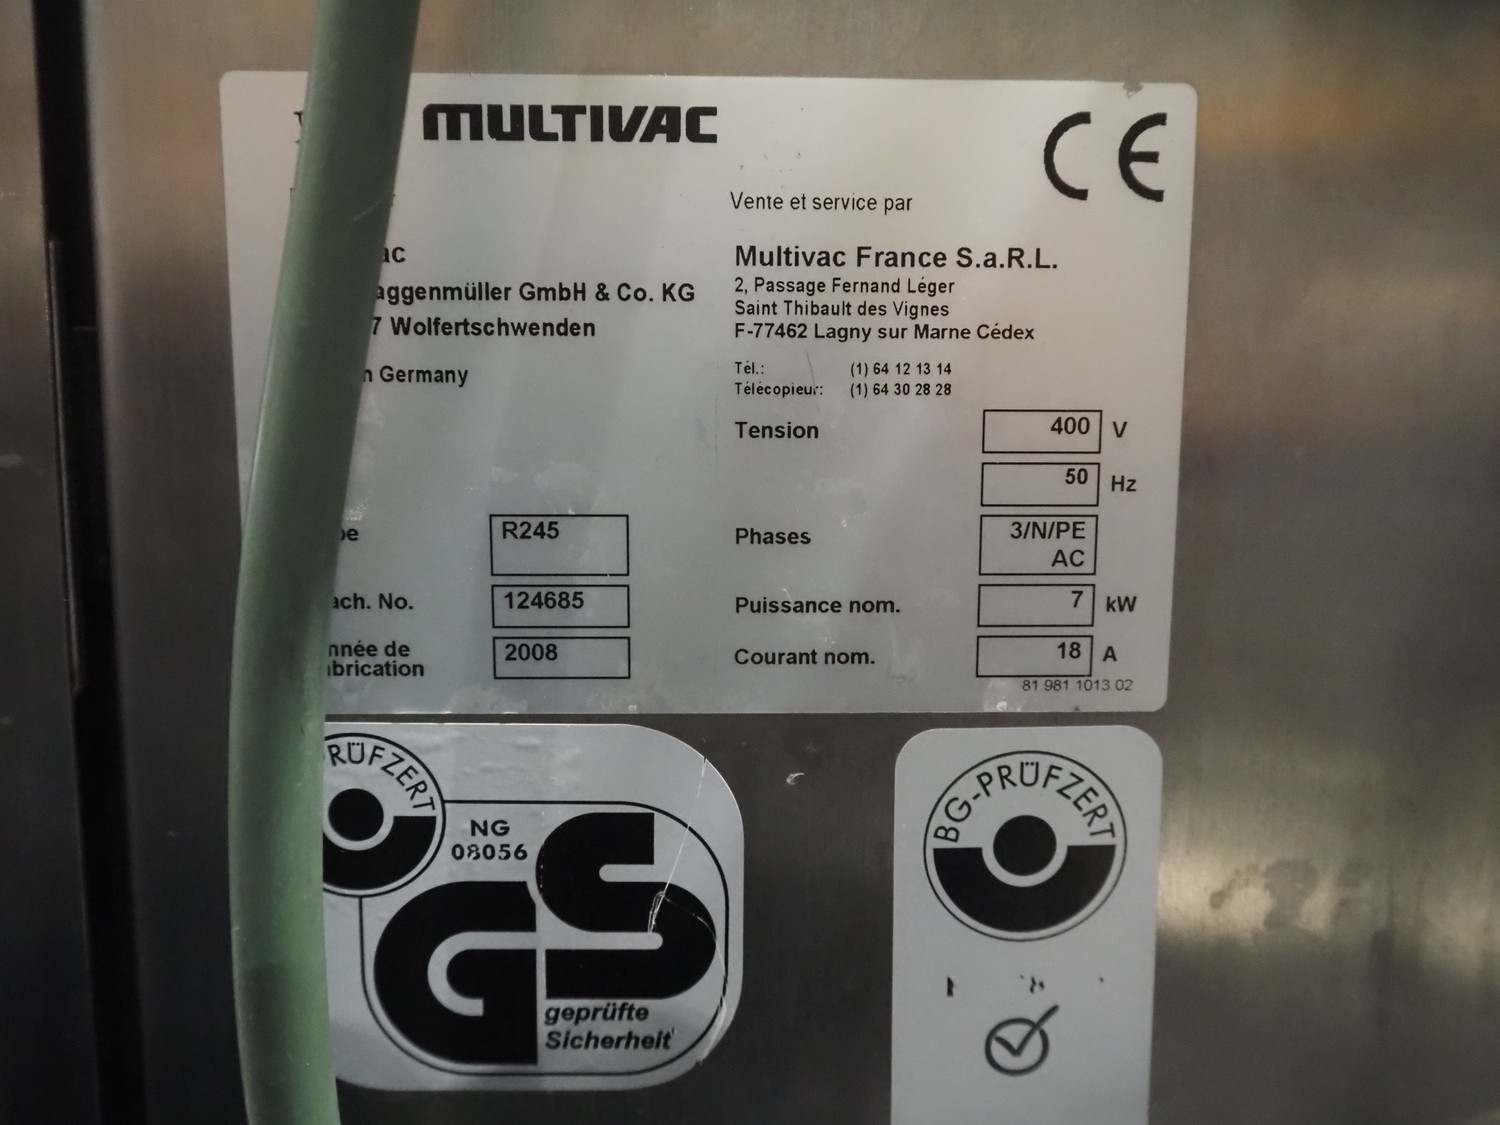 MULTIVAC
CE
Vente et service par
Multivac France S.a.R.L.
2, Passage Fernand Léger
Saint Thibault des Vignes
F-77462 Lagny sur Marne Cédex
Tél.: (1) 64 12 13 14
Télécopieur: (1) 64 30 28 28
ac
aggenmüller GmbH & Co. KG
7 Wolfertschwenden
n Germany
Tension 400 V
50 Hz
pe R245
Phases 3/N/PE
AC
ach. No. 124685
Puissance nom. 7 kW
nnée de
brication 2008
Courant nom. 18 A
81 981 1013 02
RÜFZERT
NG
08056
GS
geprüfte
Sicherheit
BG-PRÜFZERT